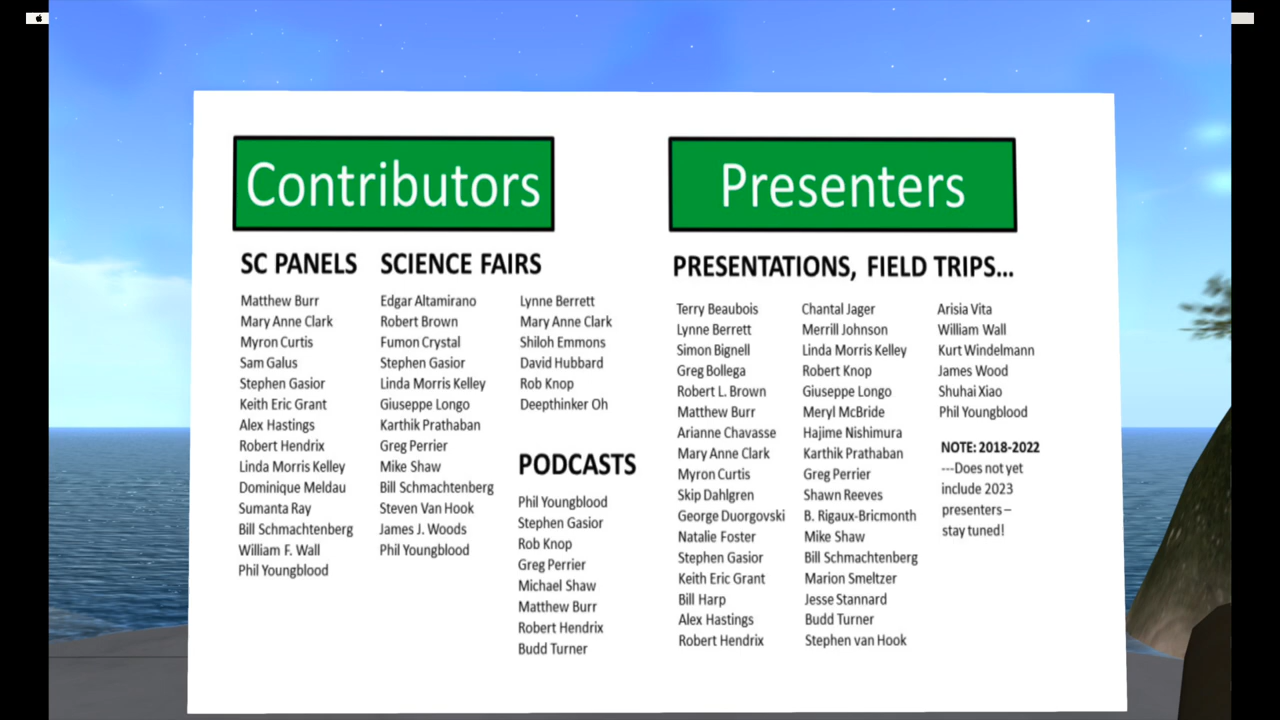 Contributors
SC PANELS
Matthew Burr
Mary Anne Clark
Myron Curtis
Sam Galus
Stephen Gasior
Keith Eric Grant
Alex Hastings
Robert Hendrix
Linda Morris Kelley
Dominique Meldau
Sumanta Ray
Bill Schmachtenberg
William F. Wall
Phil Youngblood
SCIENCE FAIRS
Edgar Altamirano
Robert Brown
Fumon Crystal
Stephen Gasior
Linda Morris Kelley
Giuseppe Longo
Karthik Prathaban
Greg Perrier
Mike Shaw
Bill Schmachtenberg
Steven Van Hook
James J. Woods
Phil Youngblood
Lynne Berrett
Mary Anne Clark
Shiloh Emmons
David Hubbard
Rob Knop
Deepthinker Oh
PODCASTS
Phil Youngblood
Stephen Gasior
Rob Knop
Greg Perrier
Michael Shaw
Matthew Burr
Robert Hendrix
Budd Turner
Presenters
PRESENTATIONS, FIELD TRIPS...
Terry Beaubois
Lynne Berrett
Simon Bignell
Greg Bollega
Robert L. Brown
Matthew Burr
Arianne Chavasse
Mary Anne Clark
Myron Curtis
Skip Dahlgren
George Duorgovski
Natalie Foster
Stephen Gasior
Keith Eric Grant
Bill Harp
Alex Hastings
Robert Hendrix
Chantal Jager
Merrill Johnson
Linda Morris Kelley
Robert Knop
Giuseppe Longo
Meryl McBride
Hajime Nishimura
Karthik Prathaban
Greg Perrier
Shawn Reeves
B. Rigaux-Bricmonth
Mike Shaw
Bill Schmachtenberg
Marion Smeltzer
Jesse Stannard
Budd Turner
Stephen van Hook
Arisia Vita
William Wall
Kurt Windelmann
James Wood
Shuhai Xiao
Phil Youngblood
NOTE: 2018-2022
---Does not yet
include 2023
presenters –
stay tuned!